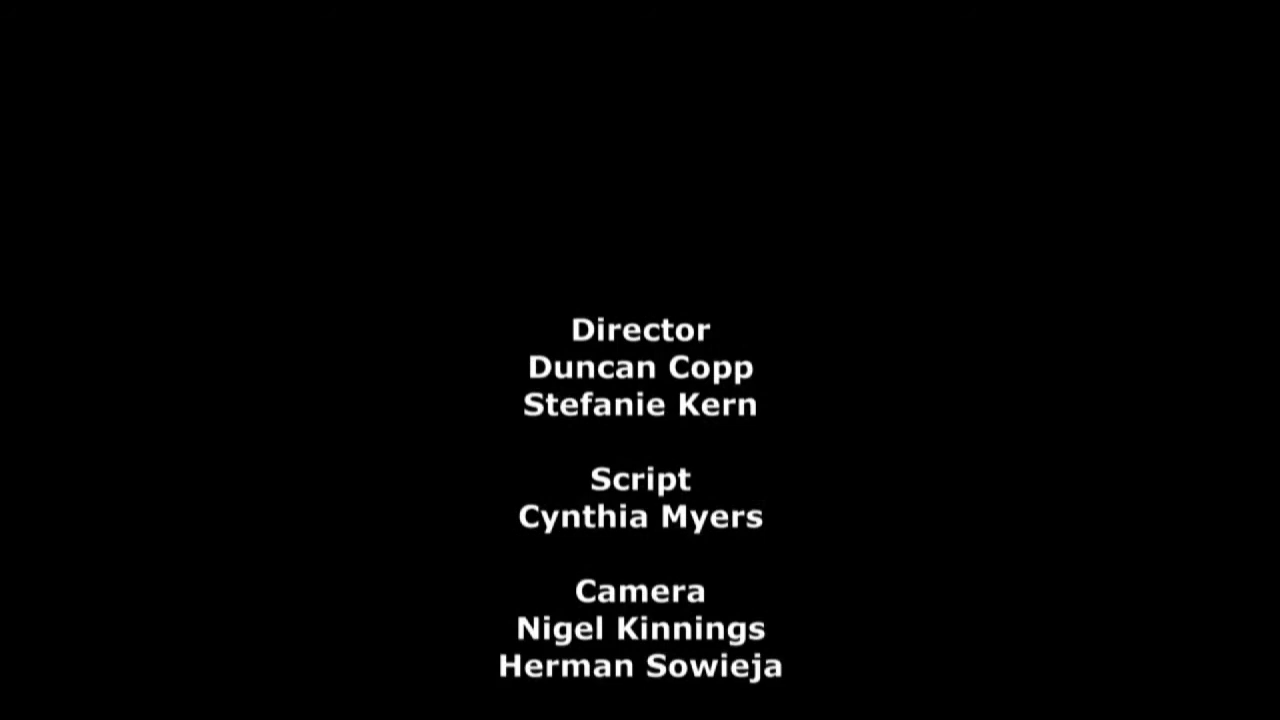 Director
Duncan Copp
Stefanie Kern
Script
Cynthia Myers
Camera
Nigel Kinnings
Herman Sowieja